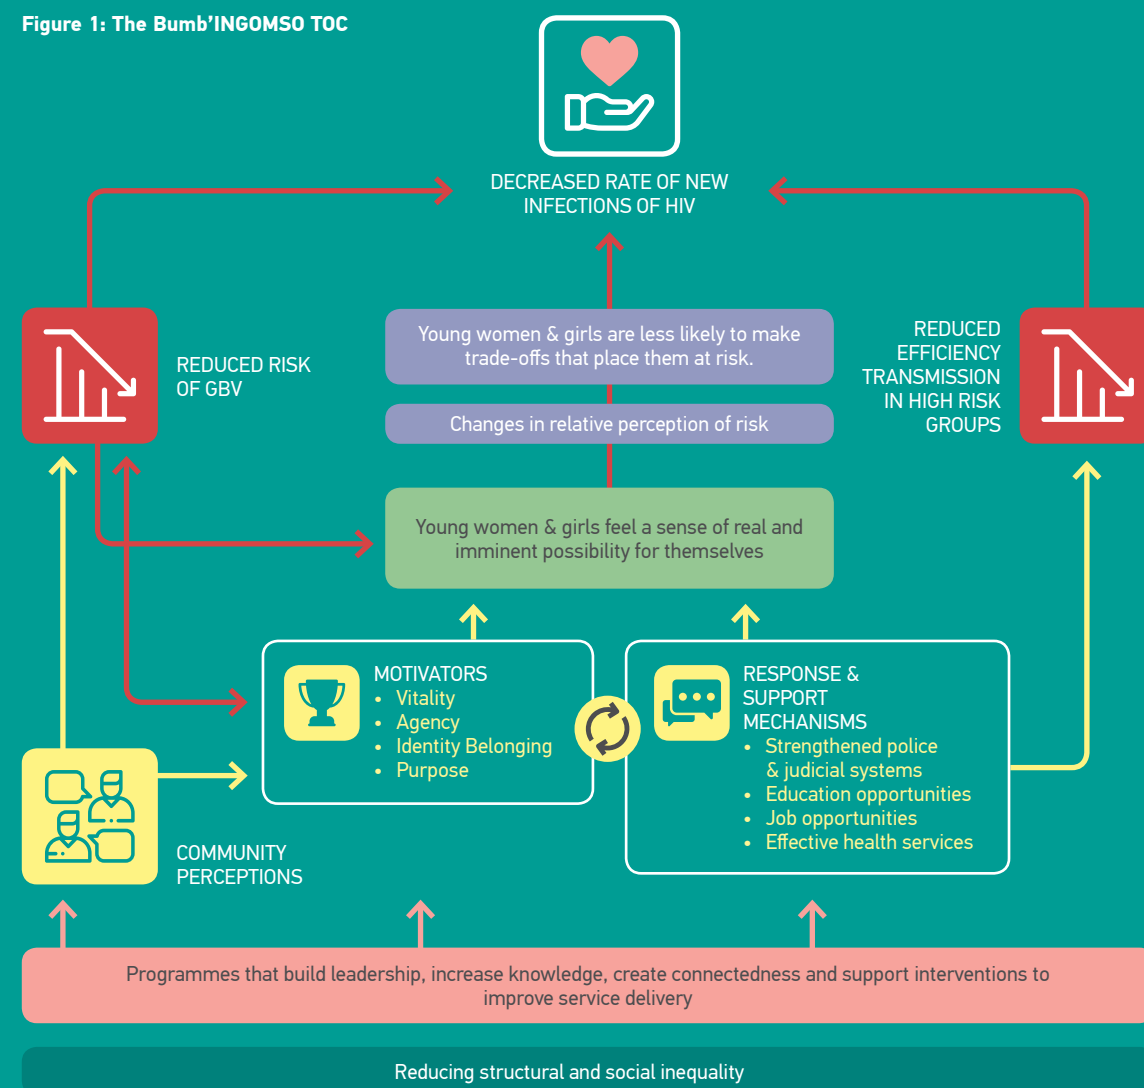 Figure 1: The Bumb’INGOMSO TOC
DECREASED RATE OF NEW
INFECTIONS OF HIV
REDUCED RISK
OF GBV
Young women & girls are less likely to make
trade-offs that place them at risk.
Changes in relative perception of risk
REDUCED
EFFICIENCY
TRANSMISSION
IN HIGH RISK
GROUPS
Young women & girls feel a sense of real and
imminent possibility for themselves
MOTIVATORS
• Vitality
• Agency
• Identity Belonging
• Purpose
RESPONSE &
SUPPORT
MECHANISMS
• Strengthened police
& judicial systems
• Education opportunities
• Job opportunities
• Effective health services
COMMUNITY
PERCEPTIONS
Programmes that build leadership, increase knowledge, create connectedness and support interventions to
improve service delivery
Reducing structural and social inequality